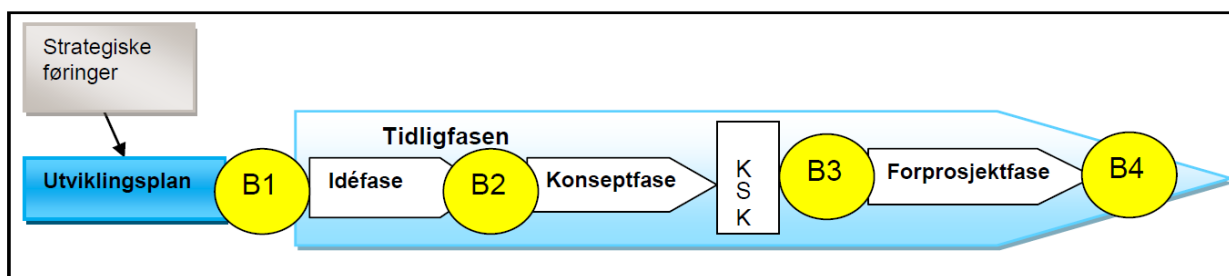 Strategiske
føringer
Tidligfasen
Utviklingsplan
B1
Idéfase
B2
Konseptfase
K
S
K
B3
Forprosjektfase
B4